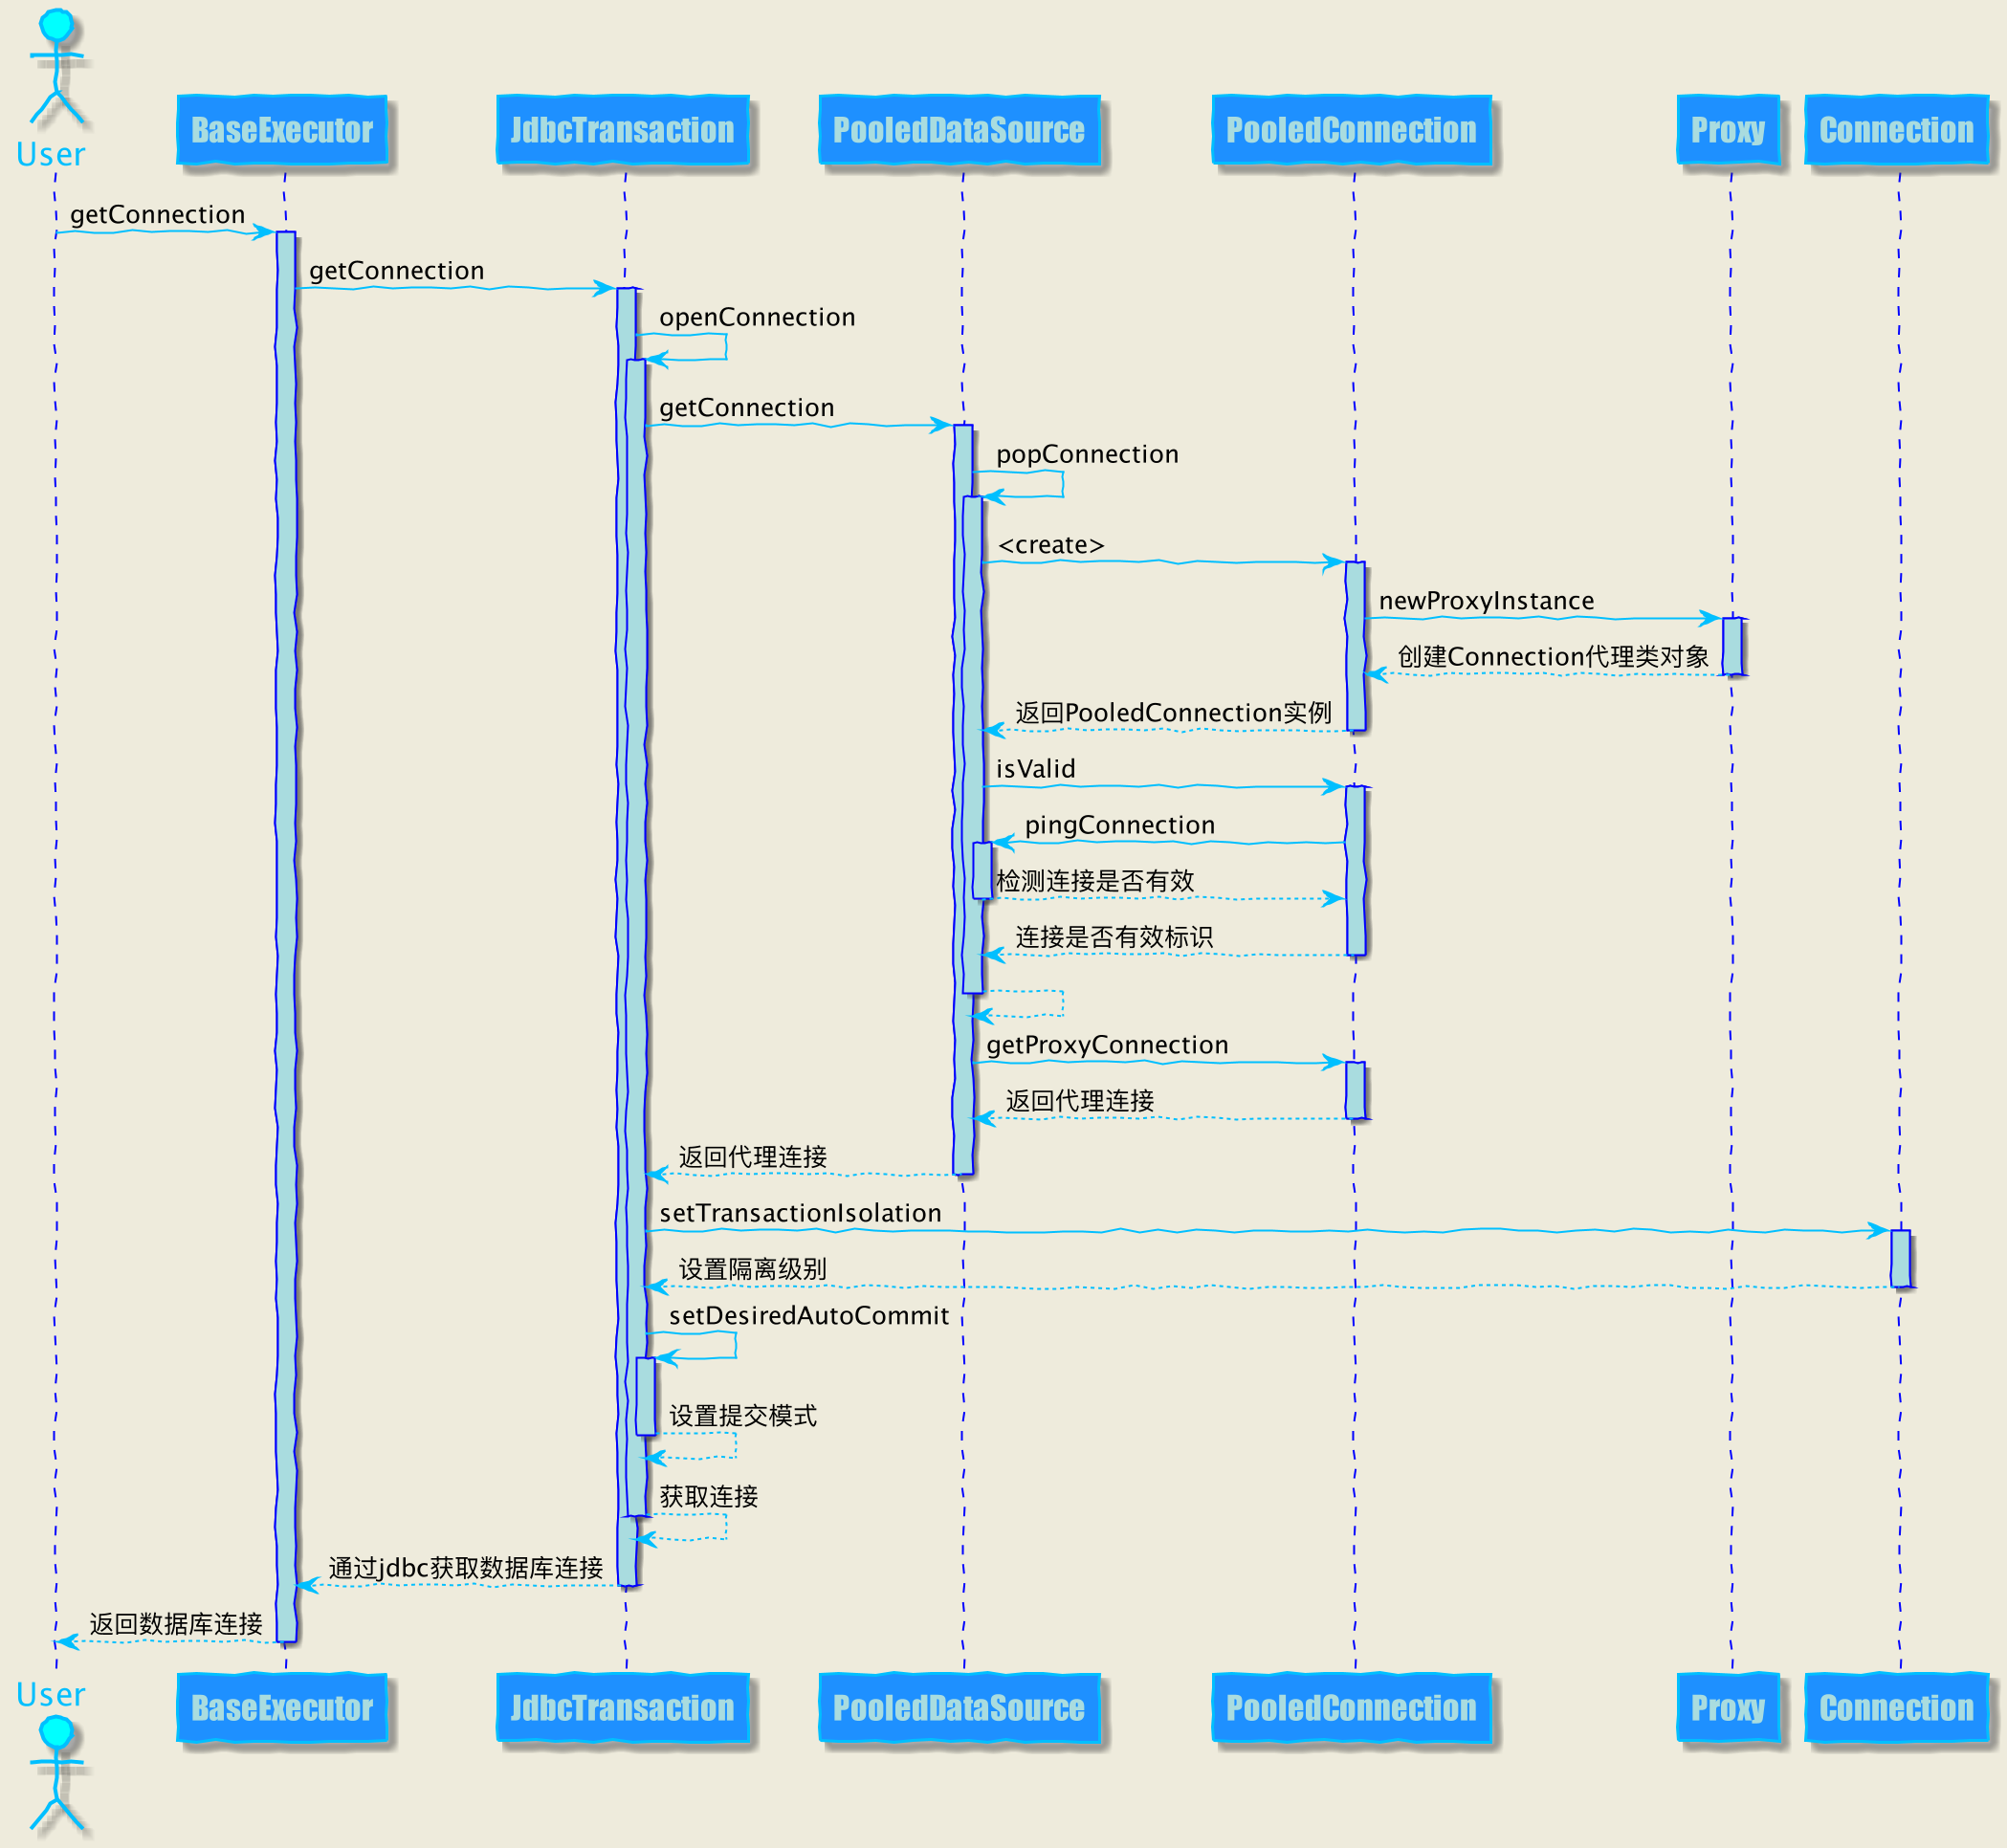 User
BaseExecutor
JdbcTransaction
PooledDataSource
PooledConnection
Proxy
Connection
getConnection
getConnection
openConnection
getConnection
popConnection
<create>
newProxyInstance
创建Connection代理类对象
返回PooledConnection实例
isValid
pingConnection
检测连接是否有效
连接是否有效标识
getProxyConnection
返回代理连接
返回代理连接
setTransactionIsolation
设置隔离级别
setDesiredAutoCommit
设置提交模式
获取连接
通过jdbc获取数据库连接
返回数据库连接
User
BaseExecutor
JdbcTransaction
PooledDataSource
PooledConnection
Proxy
Connection